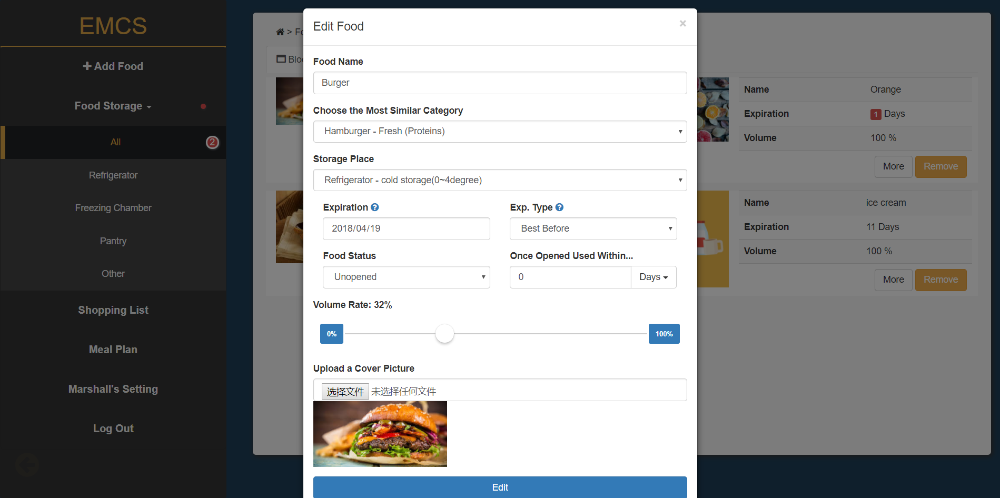 EMCS
Add Food
Food Storage
All
2
Refrigerator
Freezing Chamber
Pantry
Other
Shopping List
Meal Plan
Marshall's Setting
Log Out
>
Edit Food
×
Food Name
Burger
Choose the Most Similar Category
Hamburger - Fresh (Proteins)
Storage Place
Refrigerator - cold storage(0~4degree)
Expiration ?
Exp. Type ?
2018/04/19
Best Before
Food Status
Once Opened Used Within...
Unopened
0
Days
Volume Rate: 32%
0%
100%
Upload a Cover Picture
选择文件 未选择任何文件
Edit
Name Orange
Expiration 1 Days
Volume 100 %
More
Remove
Name ice cream
Expiration 11 Days
Volume 100 %
More
Remove